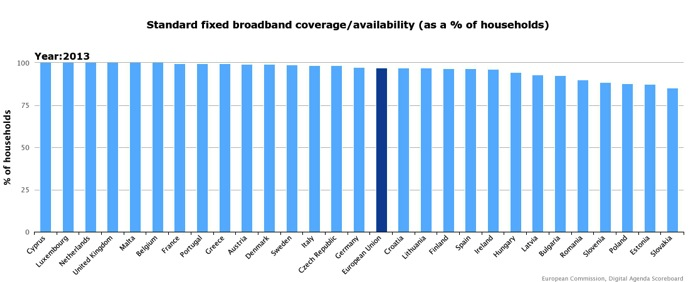 Standard fixed broadband coverage/availability (as a % of households)
Year:2013
% of households
100
75
50
25
0
Cyprus
Luxembourg
Netherlands
United Kingdom
Malta
Belgium
France
Portugal
Greece
Austria
Denmark
Sweden
Italy
Czech Republic
Germany
European Union
Croatia
Lithuania
Finland
Spain
Ireland
Hungary
Latvia
Bulgaria
Romania
Slovenia
Poland
Estonia
Slovakia
European Commission, Digital Agenda Scoreboard